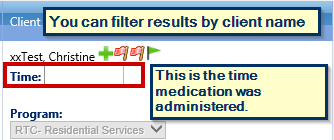 Client
You can filter results by client name
xxTest, Christine
Time:
This is the time
medication was
administered.
Program:
RTC- Residential Services